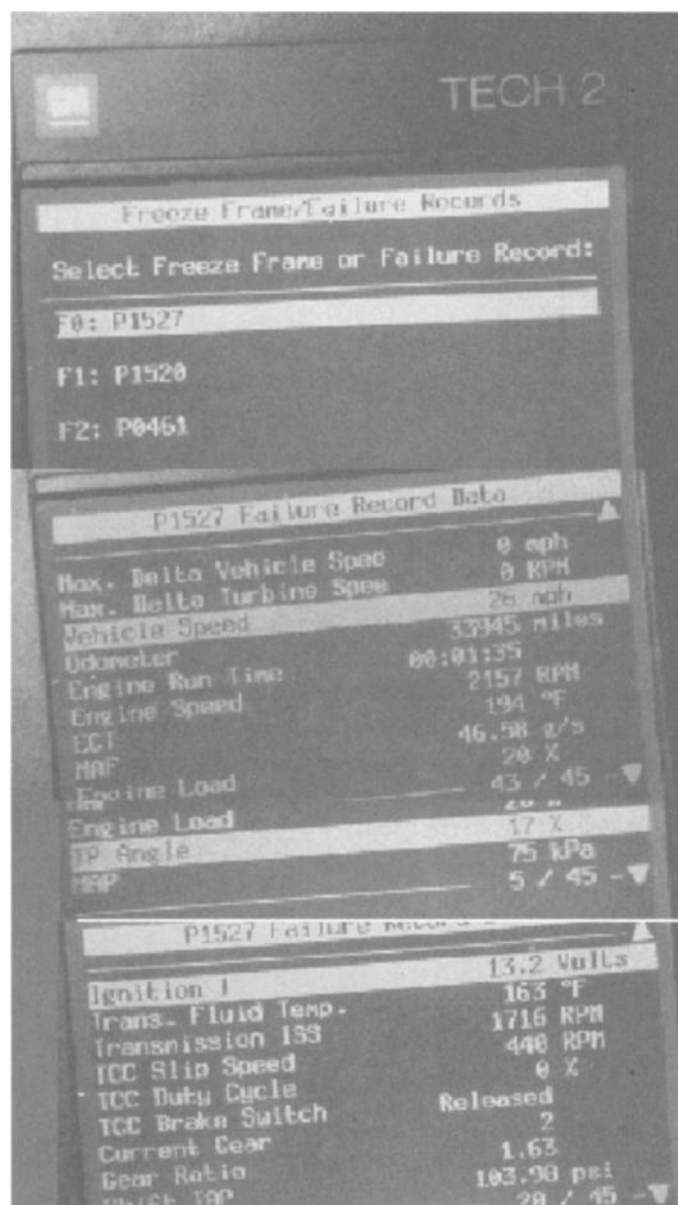 TECH 2
Freeze Frame/Failure Records
Select Freeze Frame or Failure Record:
F0: P1527
F1: P1520
F2: P0461
P1527 Failure Record Data
Max. Delta Vehicle Spee 0 mph
Max. Delta Turbine Spee 0 RPM
Vehicle Speed 26 mph
Odometer 33945 miles
Engine Run Time 00:01:35
Engine Speed 2157 RPM
ECT 194 °F
MAF 46.58 g/s
Engine Load 20 %
43 / 45
Engine Load
TP Angle 17 %
MAP 75 kPa
5 / 45
P1527 Failure
Ignition 1 13.2 Volts
Trans. Fluid Temp. 163 °F
Transmission ISS 1716 RPM
TCC Slip Speed 440 RPM
TCC Duty Cycle 0 %
TCC Brake Switch Released
Current Gear 2
Gear Ratio 1.63
103.90 psi
20 / 45